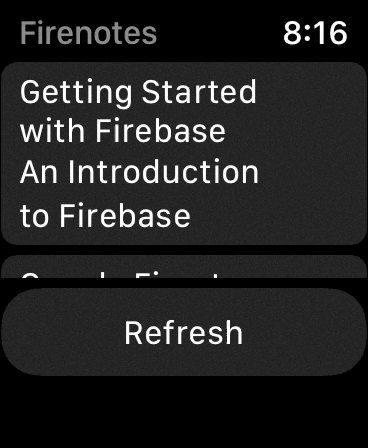 Firenotes 8:16
Getting Started
with Firebase
An Introduction
to Firebase
Refresh